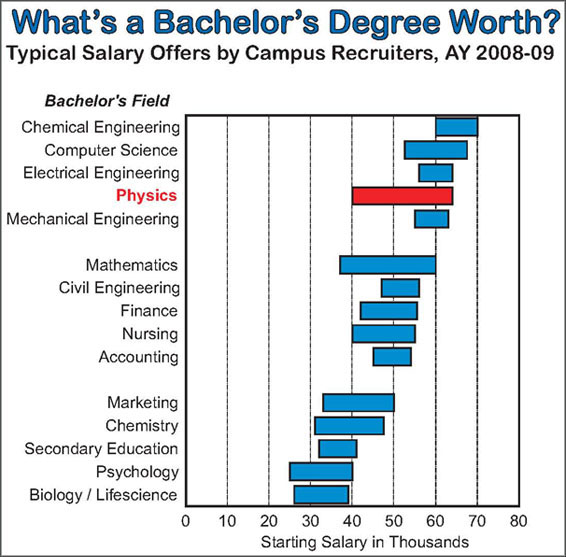 What's a Bachelor's Degree Worth?
Typical Salary Offers by Campus Recruiters, AY 2008-09
Bachelor's Field
Chemical Engineering
Computer Science
Electrical Engineering
Physics
Mechanical Engineering
Mathematics
Civil Engineering
Finance
Nursing
Accounting
Marketing
Chemistry
Secondary Education
Psychology
Biology / Lifescience
0 10 20 30 40 50 60 70 80
Starting Salary in Thousands